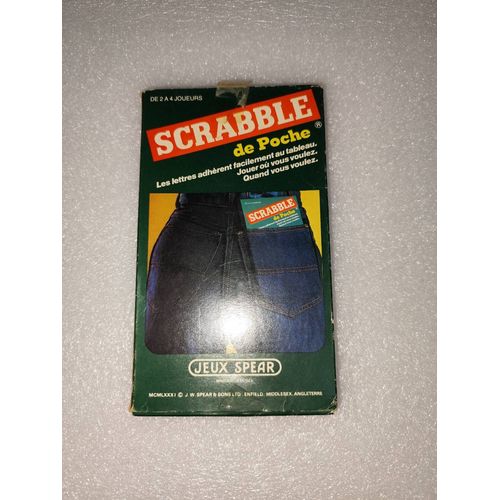 DE 2 A 4 JOUEURS
SCRABBLE®
de Poche
Les lettres adhèrent facilement au tableau.
Jouer où vous voulez.
Quand vous voulez.
SCRABBLE
de Poche
JEUX SPEAR
MCMLXXXI © J.W. SPEAR & SONS LTD. ENFIELD. MIDDLESEX. ANGLETERRE